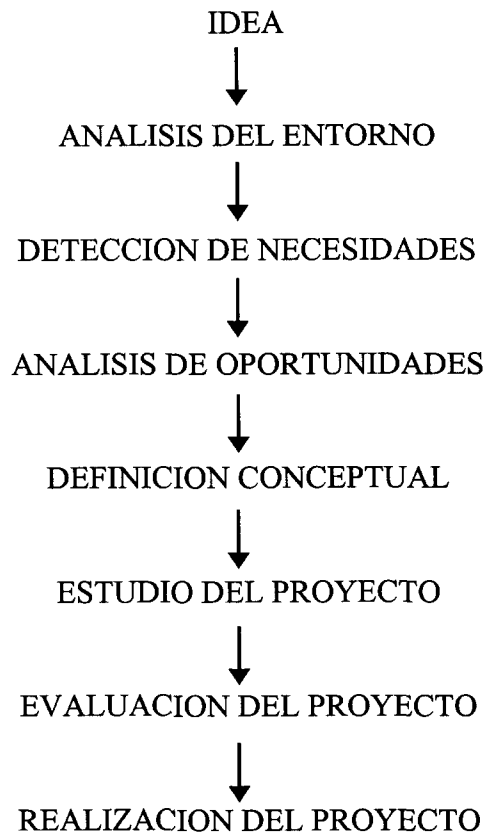 IDEA
ANALISIS DEL ENTORNO
DETECCION DE NECESIDADES
ANALISIS DE OPORTUNIDADES
DEFINICION CONCEPTUAL
ESTUDIO DEL PROYECTO
EVALUACION DEL PROYECTO
REALIZACION DEL PROYECTO